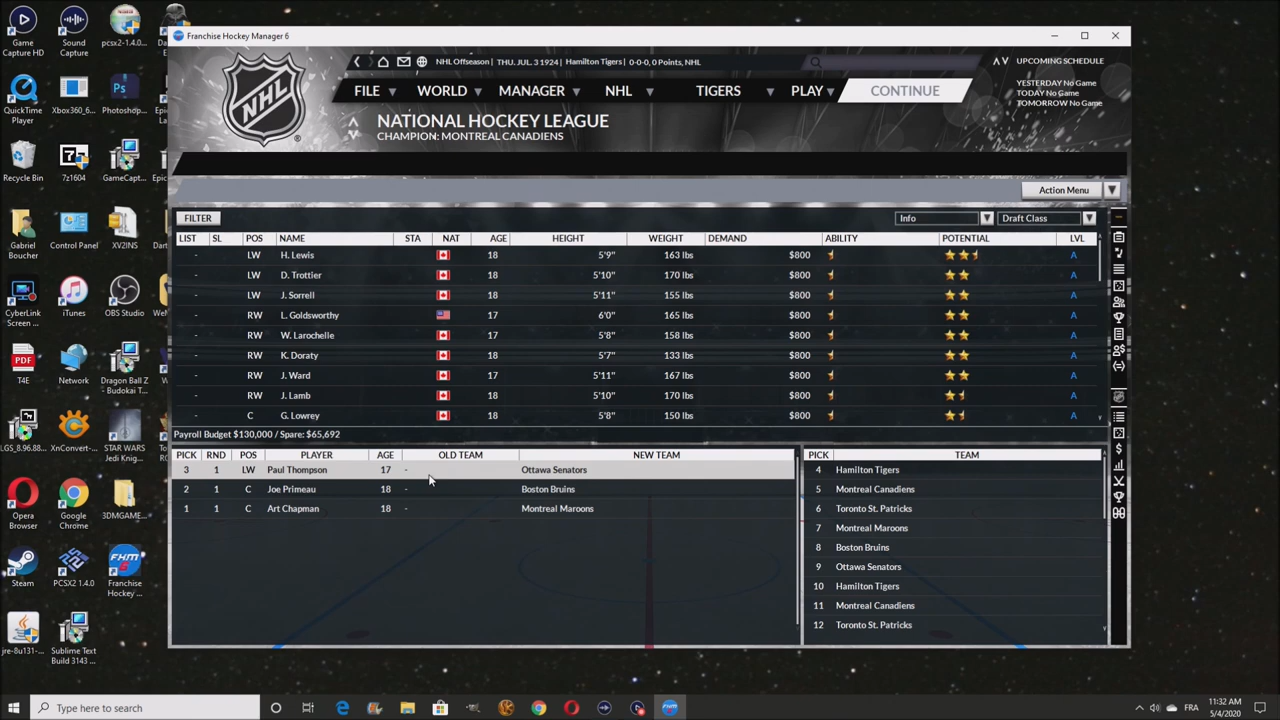 Game Capture HD
Sound Capture
pcsx2-1.4.0...
Franchise Hockey Manager 6
NHL Offseason | THU. JUL. 3 1924 | Hamilton Tigers | 0-0-0, 0 Points, NHL
UPCOMING SCHEDULE
YESTERDAY No Game
TODAY No Game
TOMORROW No Game
NHL
FILE
WORLD
MANAGER
NHL
TIGERS
PLAY
CONTINUE
NATIONAL HOCKEY LEAGUE
CHAMPION: MONTREAL CANADIENS
QuickTime Player
Xbox360_6...
Photoshop...
Recycle Bin
7z1604
GameCapt...
Action Menu
FILTER
Info
Draft Class
LIST SL POS NAME STA NAT AGE HEIGHT WEIGHT DEMAND ABILITY POTENTIAL LVL
- LW H. Lewis 18 5'9" 163 lbs $800 A
- LW D. Trottier 18 5'10" 170 lbs $800 A
- LW J. Sorrell 18 5'11" 155 lbs $800 A
- RW L. Goldsworthy 17 6'0" 165 lbs $800 A
- RW W. Larochelle 17 5'8" 158 lbs $800 A
- RW K. Doraty 18 5'7" 133 lbs $800 A
- RW J. Ward 17 5'11" 167 lbs $800 A
- RW J. Lamb 18 5'10" 170 lbs $800 A
- C G. Lowrey 18 5'8" 150 lbs $800 A
Payroll Budget $130,000 / Spare: $65,692
PICK RND POS PLAYER AGE OLD TEAM NEW TEAM
3 1 LW Paul Thompson 17 - Ottawa Senators
2 1 C Joe Primeau 18 - Boston Bruins
1 1 C Art Chapman 18 - Montreal Maroons
PICK TEAM
4 Hamilton Tigers
5 Montreal Canadiens
6 Toronto St. Patricks
7 Montreal Maroons
8 Boston Bruins
9 Ottawa Senators
10 Hamilton Tigers
11 Montreal Canadiens
12 Toronto St. Patricks
Gabriel Boucher
Control Panel
XV2INS
CyberLink Screen ...
iTunes
OBS Studio
T4E
Network
Dragon Ball Z - Budokai T...
LGS_8.96.88...
XnConvert-...
STAR WARS Jedi Knig...
Opera Browser
Google Chrome
3DMGAME...
Steam
PCSX2 1.4.0
Franchise Hockey ...
jre-8u131-...
Sublime Text Build 3143 ...
Type here to search
FRA
11:32 AM
5/4/2020